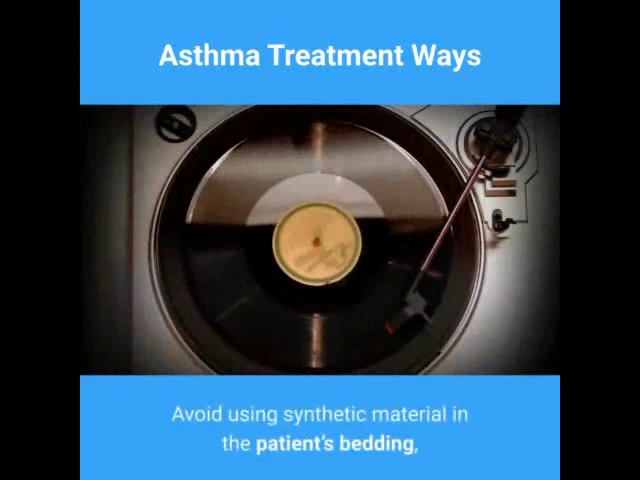 Asthma Treatment Ways
Avoid using synthetic material in
the patient's bedding,